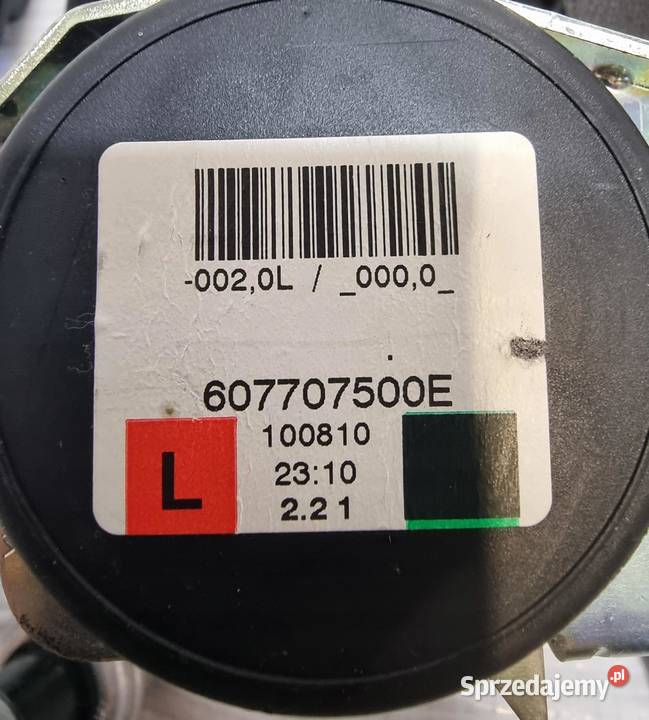 -002,0L / _000,0_
607707500E
100810
L
23:10
2.2 1
Sprzedajemy.pl